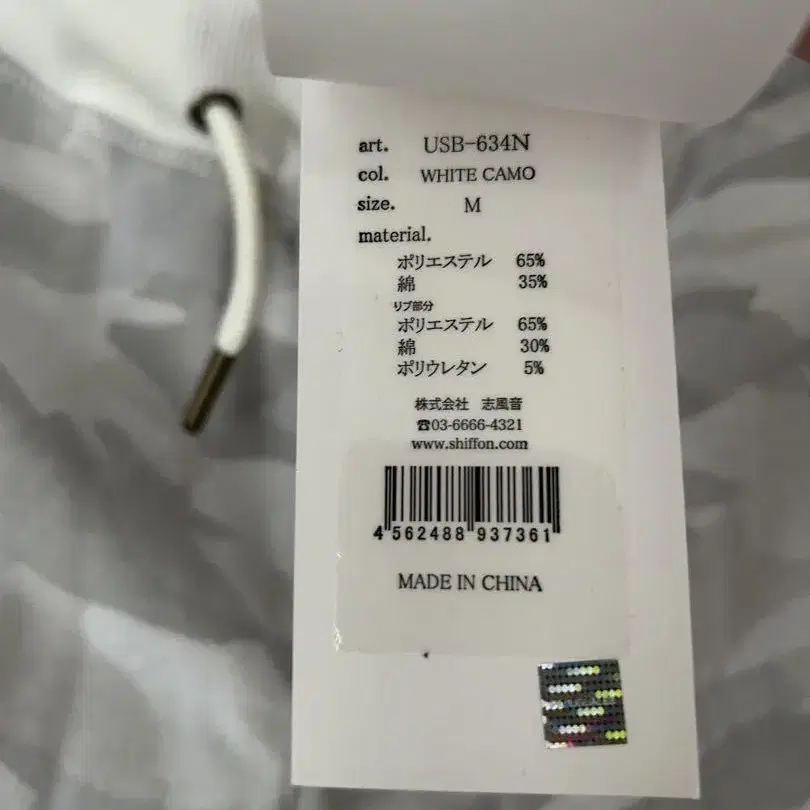 art. USB-634N
col. WHITE CAMO
size. M
material.
ポリエステル 65%
綿 35%
リブ部分
ポリエステル 65%
綿 30%
ポリウレタン 5%
株式会社 志風音
☎03-6666-4321
www.shiffon.com
4 562488 937361
MADE IN CHINA